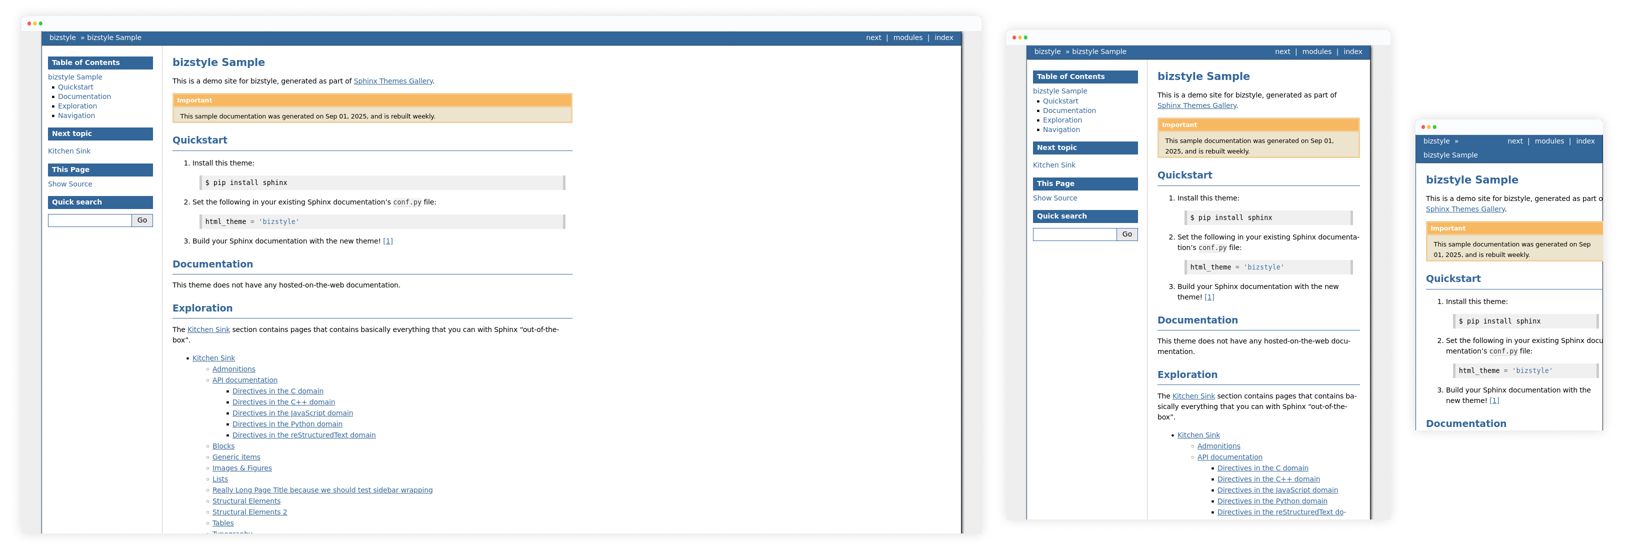 bizstyle » bizstyle Sample
next | modules | index
Table of Contents
bizstyle Sample
Quickstart
Documentation
Exploration
Navigation
Next topic
Kitchen Sink
This Page
Show Source
Quick search
Go
bizstyle Sample
This is a demo site for bizstyle, generated as part of Sphinx Themes Gallery.
Important
This sample documentation was generated on Sep 01, 2025, and is rebuilt weekly.
Quickstart
1. Install this theme:
$ pip install sphinx
2. Set the following in your existing Sphinx documentation's conf.py file:
html_theme = 'bizstyle'
3. Build your Sphinx documentation with the new theme! [1]
Documentation
This theme does not have any hosted-on-the-web documentation.
Exploration
The Kitchen Sink section contains pages that contains basically everything that you can with Sphinx “out-of-the-
box”.
Kitchen Sink
Admonitions
API documentation
Directives in the C domain
Directives in the C++ domain
Directives in the JavaScript domain
Directives in the Python domain
Directives in the reStructuredText domain
Blocks
Generic items
Images & Figures
Lists
Really Long Page Title because we should test sidebar wrapping
Structural Elements
Structural Elements 2
Tables
bizstyle » bizstyle Sample
next | modules | index
Table of Contents
bizstyle Sample
Quickstart
Documentation
Exploration
Navigation
Next topic
Kitchen Sink
This Page
Show Source
Quick search
Go
bizstyle Sample
This is a demo site for bizstyle, generated as part of
Sphinx Themes Gallery.
Important
This sample documentation was generated on Sep 01,
2025, and is rebuilt weekly.
Quickstart
1. Install this theme:
$ pip install sphinx
2. Set the following in your existing Sphinx documenta-
tion's conf.py file:
html_theme = 'bizstyle'
3. Build your Sphinx documentation with the new
theme! [1]
Documentation
This theme does not have any hosted-on-the-web docu-
mentation.
Exploration
The Kitchen Sink section contains pages that contains ba-
sically everything that you can with Sphinx “out-of-the-
box”.
Kitchen Sink
Admonitions
API documentation
Directives in the C domain
Directives in the C++ domain
Directives in the JavaScript domain
Directives in the Python domain
Directives in the reStructuredText do-
bizstyle »
next | modules | index
bizstyle Sample
bizstyle Sample
This is a demo site for bizstyle, generated as part o
Sphinx Themes Gallery.
Important
This sample documentation was generated on Sep
01, 2025, and is rebuilt weekly.
Quickstart
1. Install this theme:
$ pip install sphinx
2. Set the following in your existing Sphinx docu
mentation's conf.py file:
html_theme = 'bizstyle'
3. Build your Sphinx documentation with the
new theme! [1]
Documentation